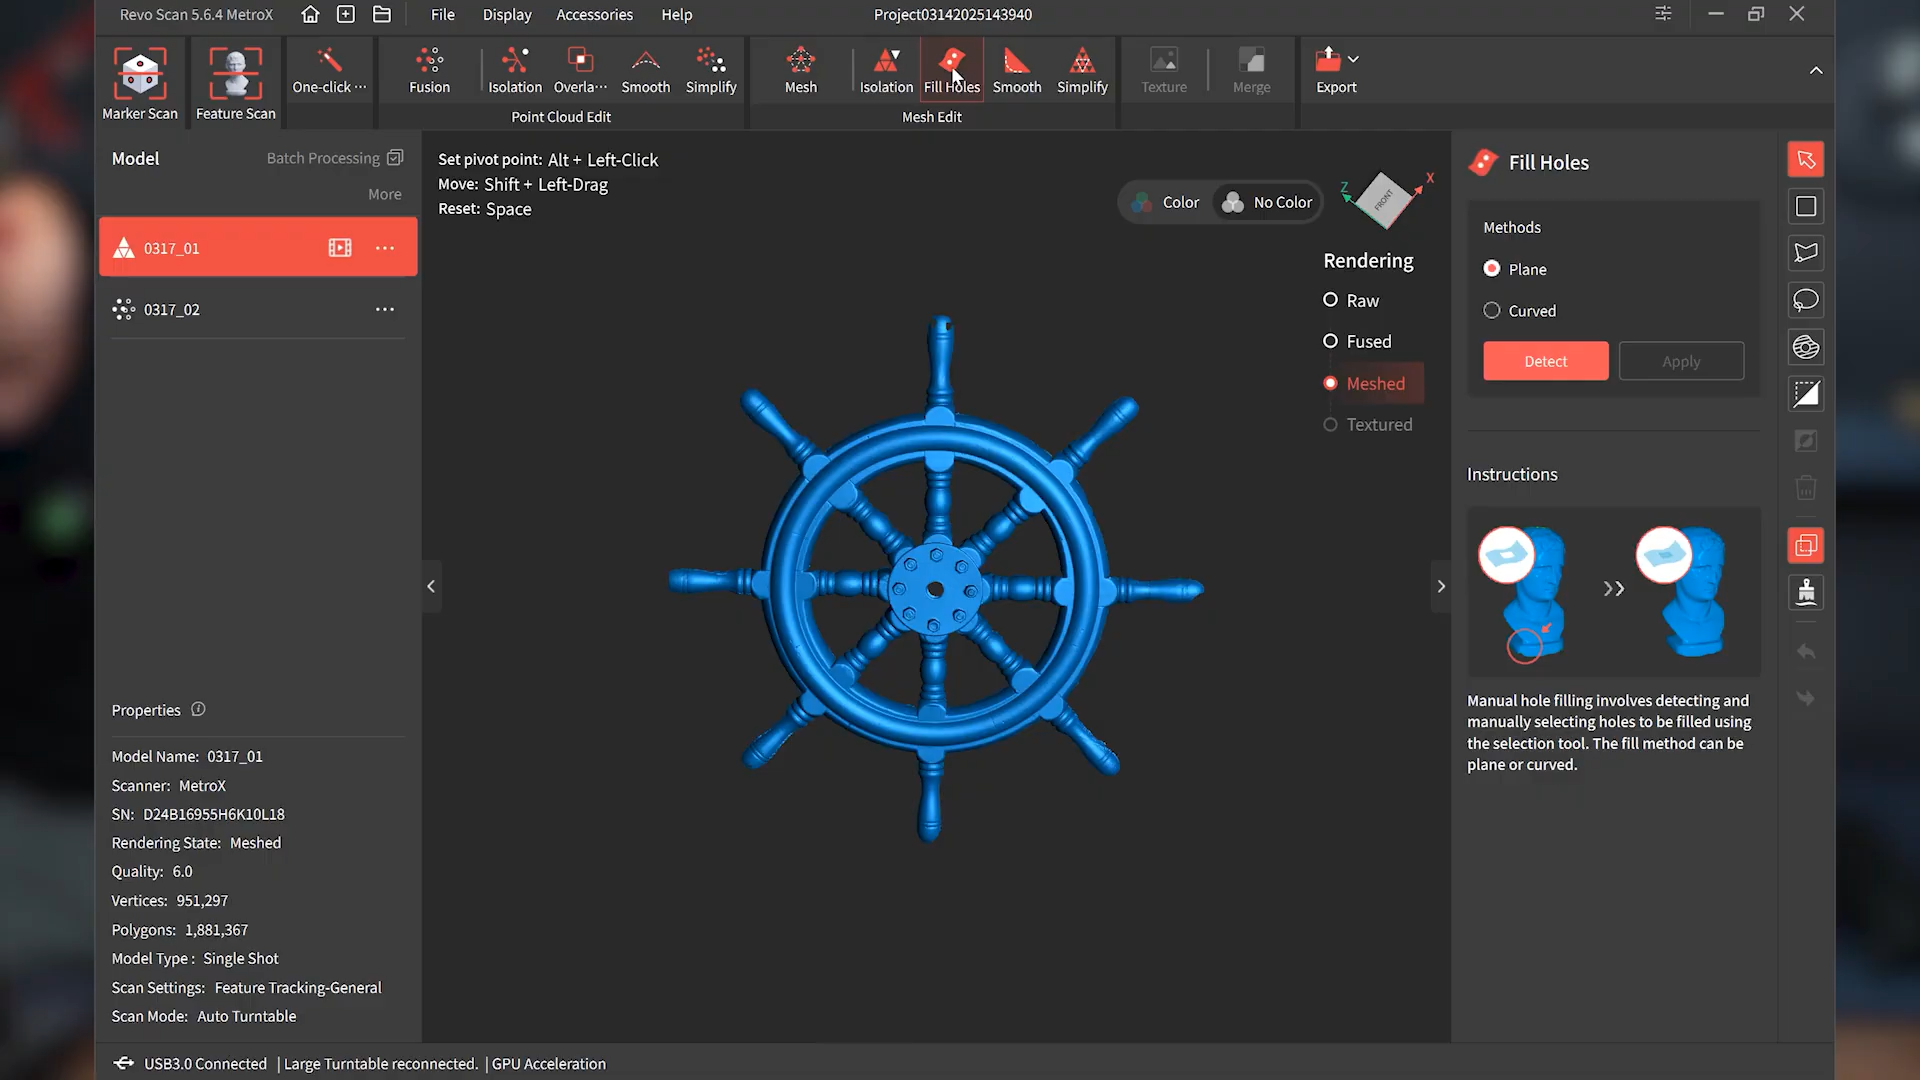 Revo Scan 5.6.4 MetroX
File
Display
Accessories
Help
Project03142025143940
Marker Scan
Feature Scan
One-click ···
Fusion
Isolation
Overla···
Smooth
Simplify
Point Cloud Edit
Mesh
Isolation
Fill Holes
Smooth
Simplify
Mesh Edit
Texture
Merge
Export
Model
Batch Processing
More
0317_01
0317_02
Properties
Model Name: 0317_01
Scanner: MetroX
SN: D24B16955H6K10L18
Rendering State: Meshed
Quality: 6.0
Vertices: 951,297
Polygons: 1,881,367
Model Type : Single Shot
Scan Settings: Feature Tracking-General
Scan Mode: Auto Turntable
Set pivot point: Alt + Left-Click
Move: Shift + Left-Drag
Reset: Space
Color
No Color
Z
FRONT
X
Rendering
Raw
Fused
Meshed
Textured
Fill Holes
Methods
Plane
Curved
Detect
Apply
Instructions
Manual hole filling involves detecting and
manually selecting holes to be filled using
the selection tool. The fill method can be
plane or curved.
USB3.0 Connected | Large Turntable reconnected. | GPU Acceleration